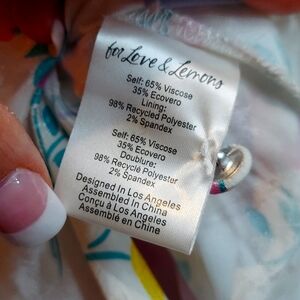 for Love & Lemons
Self: 65% Viscose
35% Ecovero
Lining:
98% Recycled Polyester
2% Spandex
Self: 65% Viscose
35% Ecovero
Doublure:
98% Recycle Polyester
2% Spandex
Designed In Los Angeles
Assembled In China
Conçu à Los Angeles
Assemblé en Chine